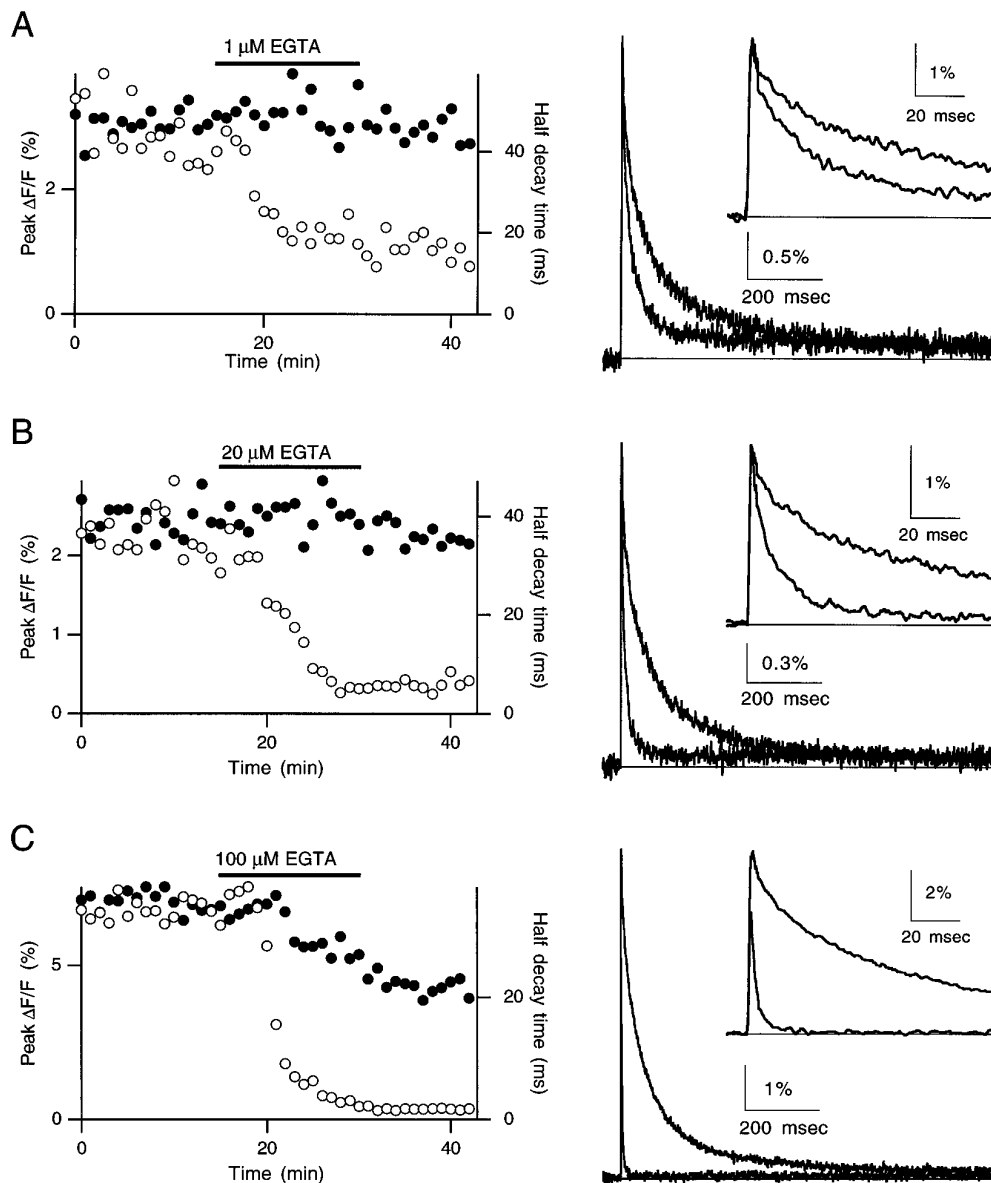 A
1 μM EGTA
Peak ΔF/F (%)
2
0
Half decay time (ms)
40
20
0
0
20
40
Time (min)
1%
20 msec
0.5%
200 msec
B
20 μM EGTA
Peak ΔF/F (%)
2
1
0
Half decay time (ms)
40
20
0
0
20
40
Time (min)
1%
20 msec
0.3%
200 msec
C
100 μM EGTA
Peak ΔF/F (%)
5
0
Half decay time (ms)
20
0
0
20
40
Time (min)
2%
20 msec
1%
200 msec